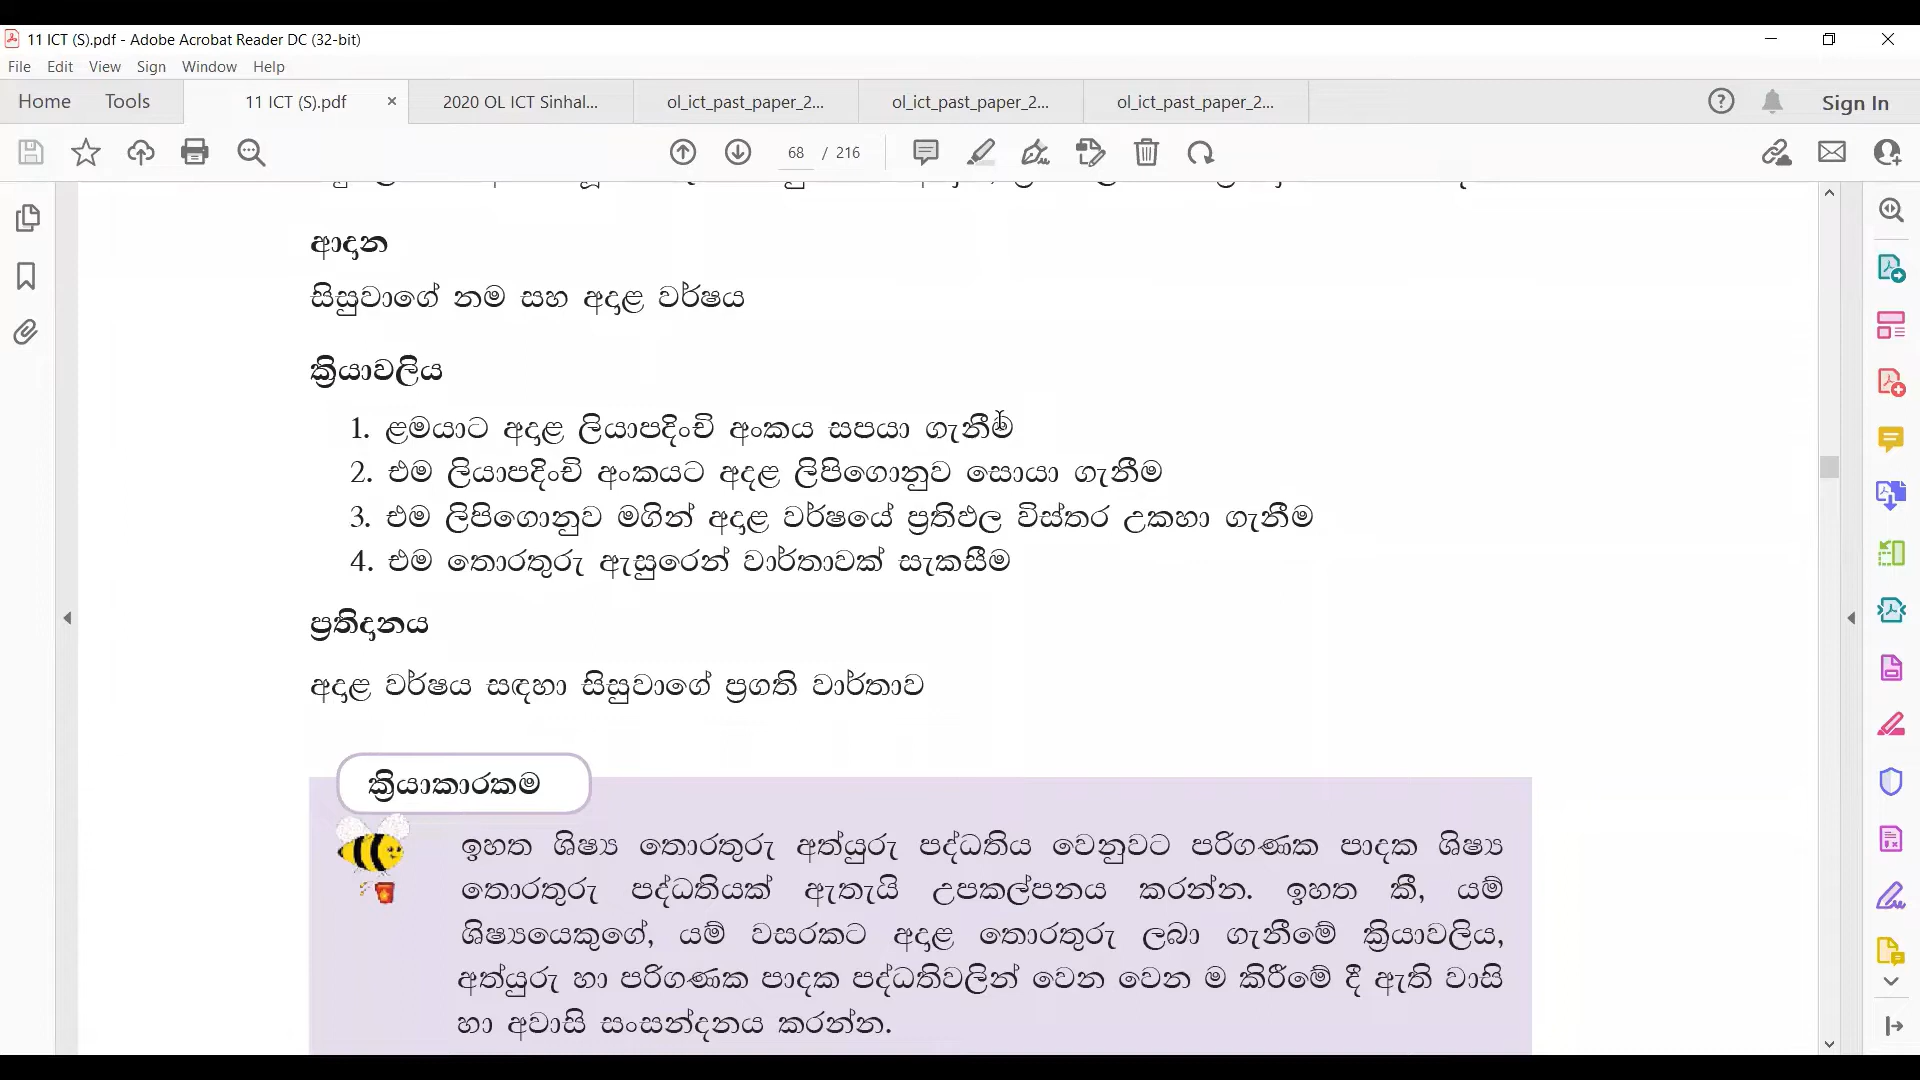 11 ICT (S).pdf - Adobe Acrobat Reader DC (32-bit)
File Edit View Sign Window Help
Home Tools 11 ICT (S).pdf × 2020 OL ICT Sinhal... ol_ict_past_paper_2... ol_ict_past_paper_2... ol_ict_past_paper_2... Sign In
68 / 216
ආදාන
සිසුවාගේ නම සහ අදාළ වර්ෂය
ක්‍රියාවලිය
1. ළමයාට අදාළ ලියාපදිංචි අංකය සපයා ගැනීම
2. එම ලියාපදිංචි අංකයට අදළ ලිපිගොනුව සොයා ගැනීම
3. එම ලිපිගොනුව මගින් අදාළ වර්ෂයේ ප්‍රතිඵල විස්තර උකහා ගැනීම
4. එම තොරතුරු ඇසුරෙන් වාර්තාවක් සැකසීම
ප්‍රතිදානය
අදාළ වර්ෂය සඳහා සිසුවාගේ ප්‍රගති වාර්තාව
ක්‍රියාකාරකම
ඉහත ශිෂ්‍ය තොරතුරු අත්යුරු පද්ධතිය වෙනුවට පරිගණක පාදක ශිෂ්‍ය
තොරතුරු පද්ධතියක් ඇතැයි උපකල්පනය කරන්න. ඉහත කී, යම්
ශිෂ්‍යයෙකුගේ, යම් වසරකට අදාළ තොරතුරු ලබා ගැනීමේ ක්‍රියාවලිය,
අත්යුරු හා පරිගණක පාදක පද්ධතිවලින් වෙන වෙන ම කිරීමේ දී ඇති වාසි
හා අවාසි සංසන්දනය කරන්න.